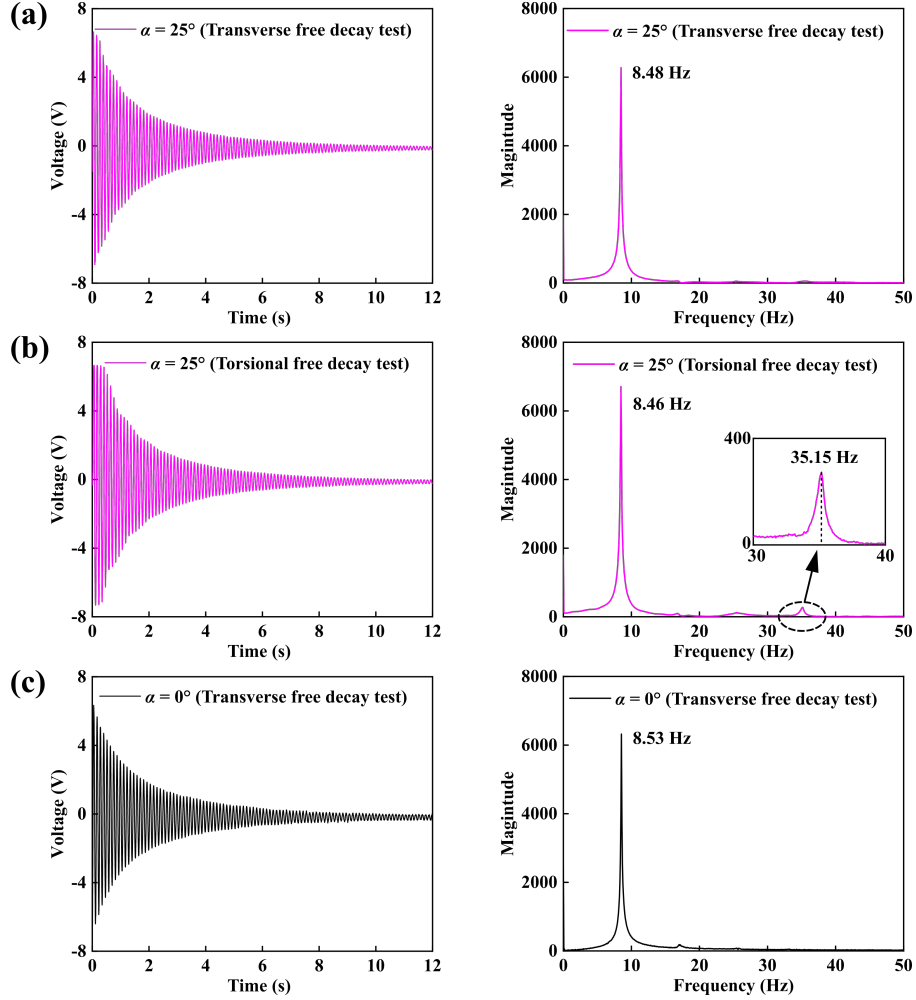 (a)
α = 25° (Transverse free decay test)
Voltage (V)
8
4
0
-4
-8
0 2 4 6 8 10 12
Time (s)
α = 25° (Transverse free decay test)
8.48 Hz
Magintude
8000
6000
4000
2000
0
0 10 20 30 40 50
Frequency (Hz)
(b)
α = 25° (Torsional free decay test)
Voltage (V)
8
4
0
-4
-8
0 2 4 6 8 10 12
Time (s)
α = 25° (Torsional free decay test)
8.46 Hz
Magintude
8000
6000
4000
2000
0
400
35.15 Hz
0
30 40
0 10 20 30 40 50
Frequency (Hz)
(c)
α = 0° (Transverse free decay test)
Voltage (V)
8
4
0
-4
-8
0 2 4 6 8 10 12
Time (s)
α = 0° (Transverse free decay test)
8.53 Hz
Magintude
8000
6000
4000
2000
0
0 10 20 30 40 50
Frequency (Hz)